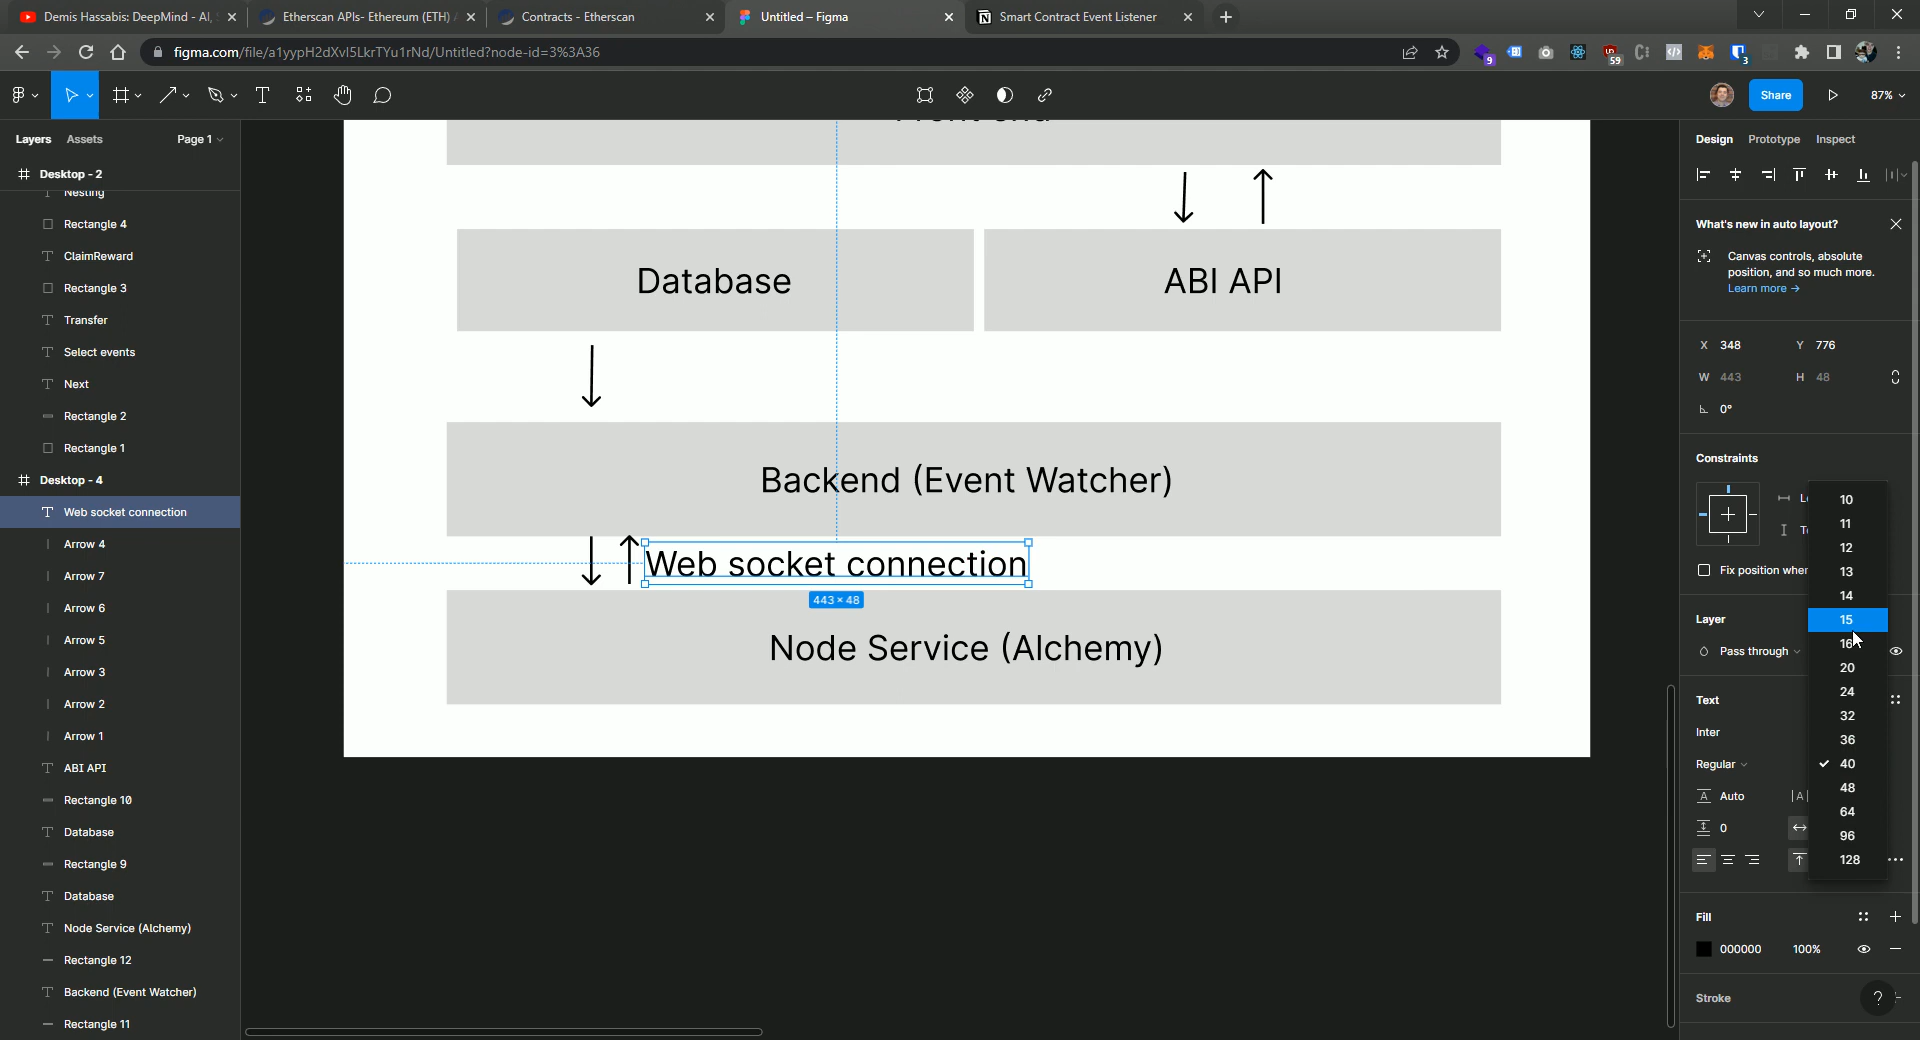 Demis Hassabis: DeepMind - AI,
Etherscan APIs- Ethereum (ETH)
Contracts - Etherscan
Untitled – Figma
Smart Contract Event Listener
figma.com/file/a1yypH2dXvl5LkrTYu1rNd/Untitled?node-id=3%3A36
9
59
3
Share
87%
Layers
Assets
Page 1
Desktop - 2
Nesting
Rectangle 4
ClaimReward
Rectangle 3
Transfer
Select events
Next
Rectangle 2
Rectangle 1
Desktop - 4
Web socket connection
Arrow 4
Arrow 7
Arrow 6
Arrow 5
Arrow 3
Arrow 2
Arrow 1
ABI API
Rectangle 10
Database
Rectangle 9
Database
Node Service (Alchemy)
Rectangle 12
Backend (Event Watcher)
Rectangle 11
Database
ABI API
Backend (Event Watcher)
Web socket connection
443 × 48
Node Service (Alchemy)
Design
Prototype
Inspect
What's new in auto layout?
Canvas controls, absolute
position, and so much more.
Learn more →
X 348
Y 776
W 443
H 48
0°
Constraints
Fix position when
Layer
Pass through
Text
Inter
Regular
Auto
0
10
11
12
13
14
15
16
20
24
32
36
40
48
64
96
128
Fill
000000
100%
Stroke
?